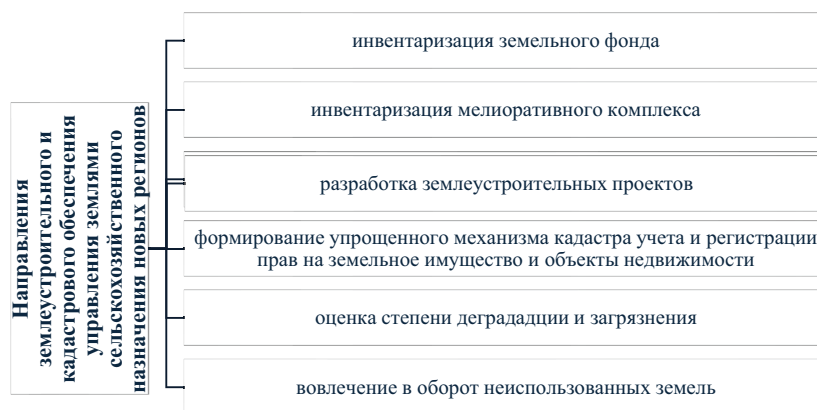 Направления
землеустроительного и
кадастрового обеспечения
управления землями
сельскохозяйственного
назначения новых регионов
инвентаризация земельного фонда
инвентаризация мелиоративного комплекса
разработка землеустроительных проектов
формирование упрощенного механизма кадастра учета и регистрации
прав на земельное имущество и объекты недвижимости
оценка степени деградадции и загрязнения
вовлечение в оборот неиспользованных земель